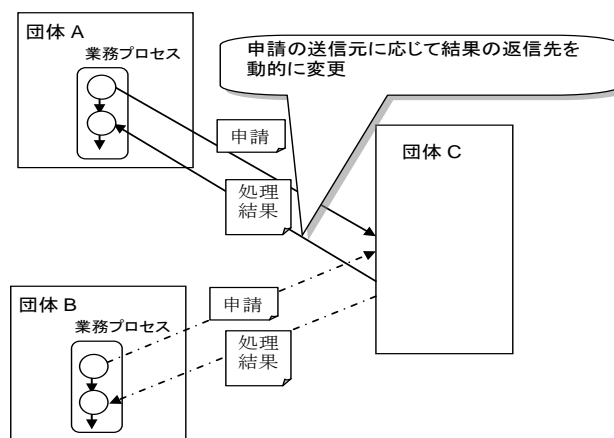 団体 A
業務プロセス
申請の送信元に応じて結果の返信先を
動的に変更
申請
団体 C
処理
結果
団体 B
業務プロセス
申請
処理
結果